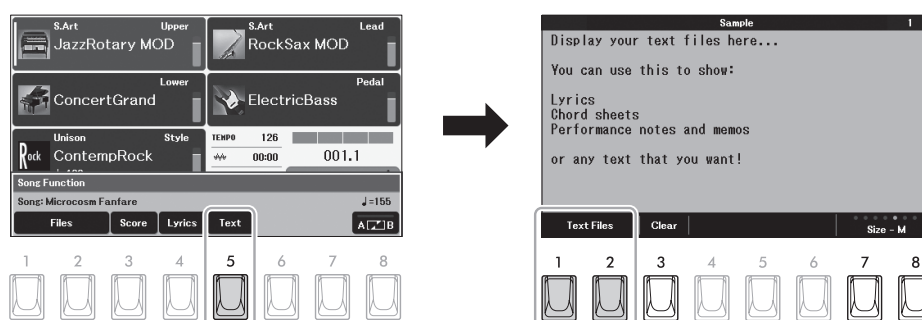 S.Art Upper
JazzRotary MOD
S.Art Lead
RockSax MOD
Lower
ConcertGrand
Pedal
ElectricBass
Unison Style
Rock ContempRock
TEMPO 126
00:00 001.1
Song Function
Song: Microcosm Fanfare ♩=155
Files Score Lyrics Text A B
1 2 3 4 5 6 7 8
Sample 1
Display your text files here...
You can use this to show:
Lyrics
Chord sheets
Performance notes and memos
or any text that you want!
Text Files Clear Size - M
1 2 3 4 5 6 7 8